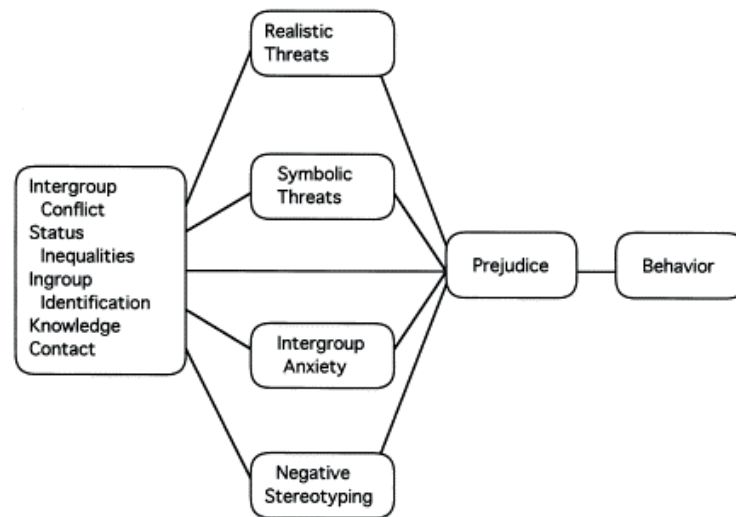 Realistic
Threats
Symbolic
Threats
Intergroup
Conflict
Status
Inequalities
Ingroup
Identification
Knowledge
Contact
Prejudice
Behavior
Intergroup
Anxiety
Negative
Stereotyping